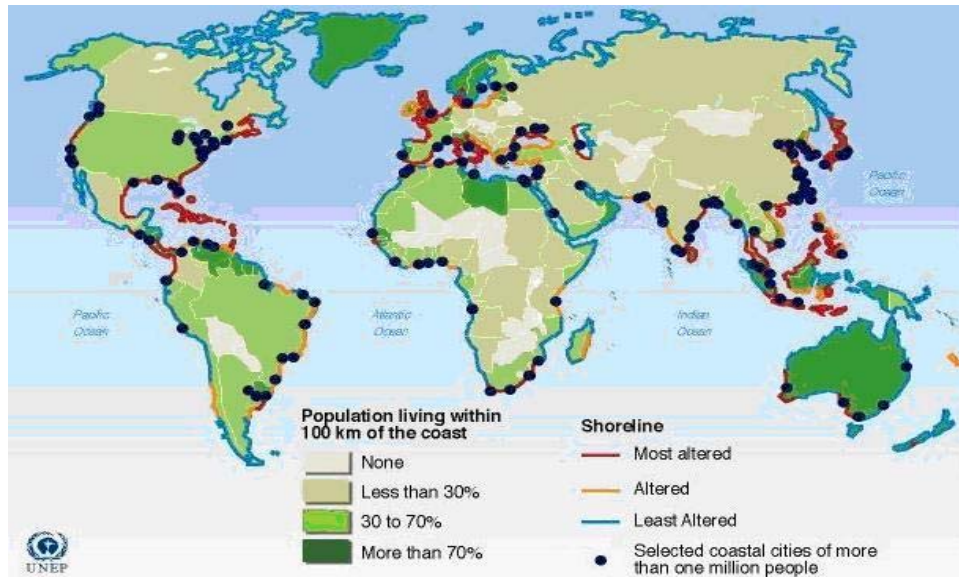 Pacific
Ocean
Pacific
Ocean
Atlantic
Ocean
Indian
Ocean
Population living within
100 km of the coast
None
Less than 30%
30 to 70%
More than 70%
Shoreline
Most altered
Altered
Least Altered
Selected coastal cities of more
than one million people
UNEP